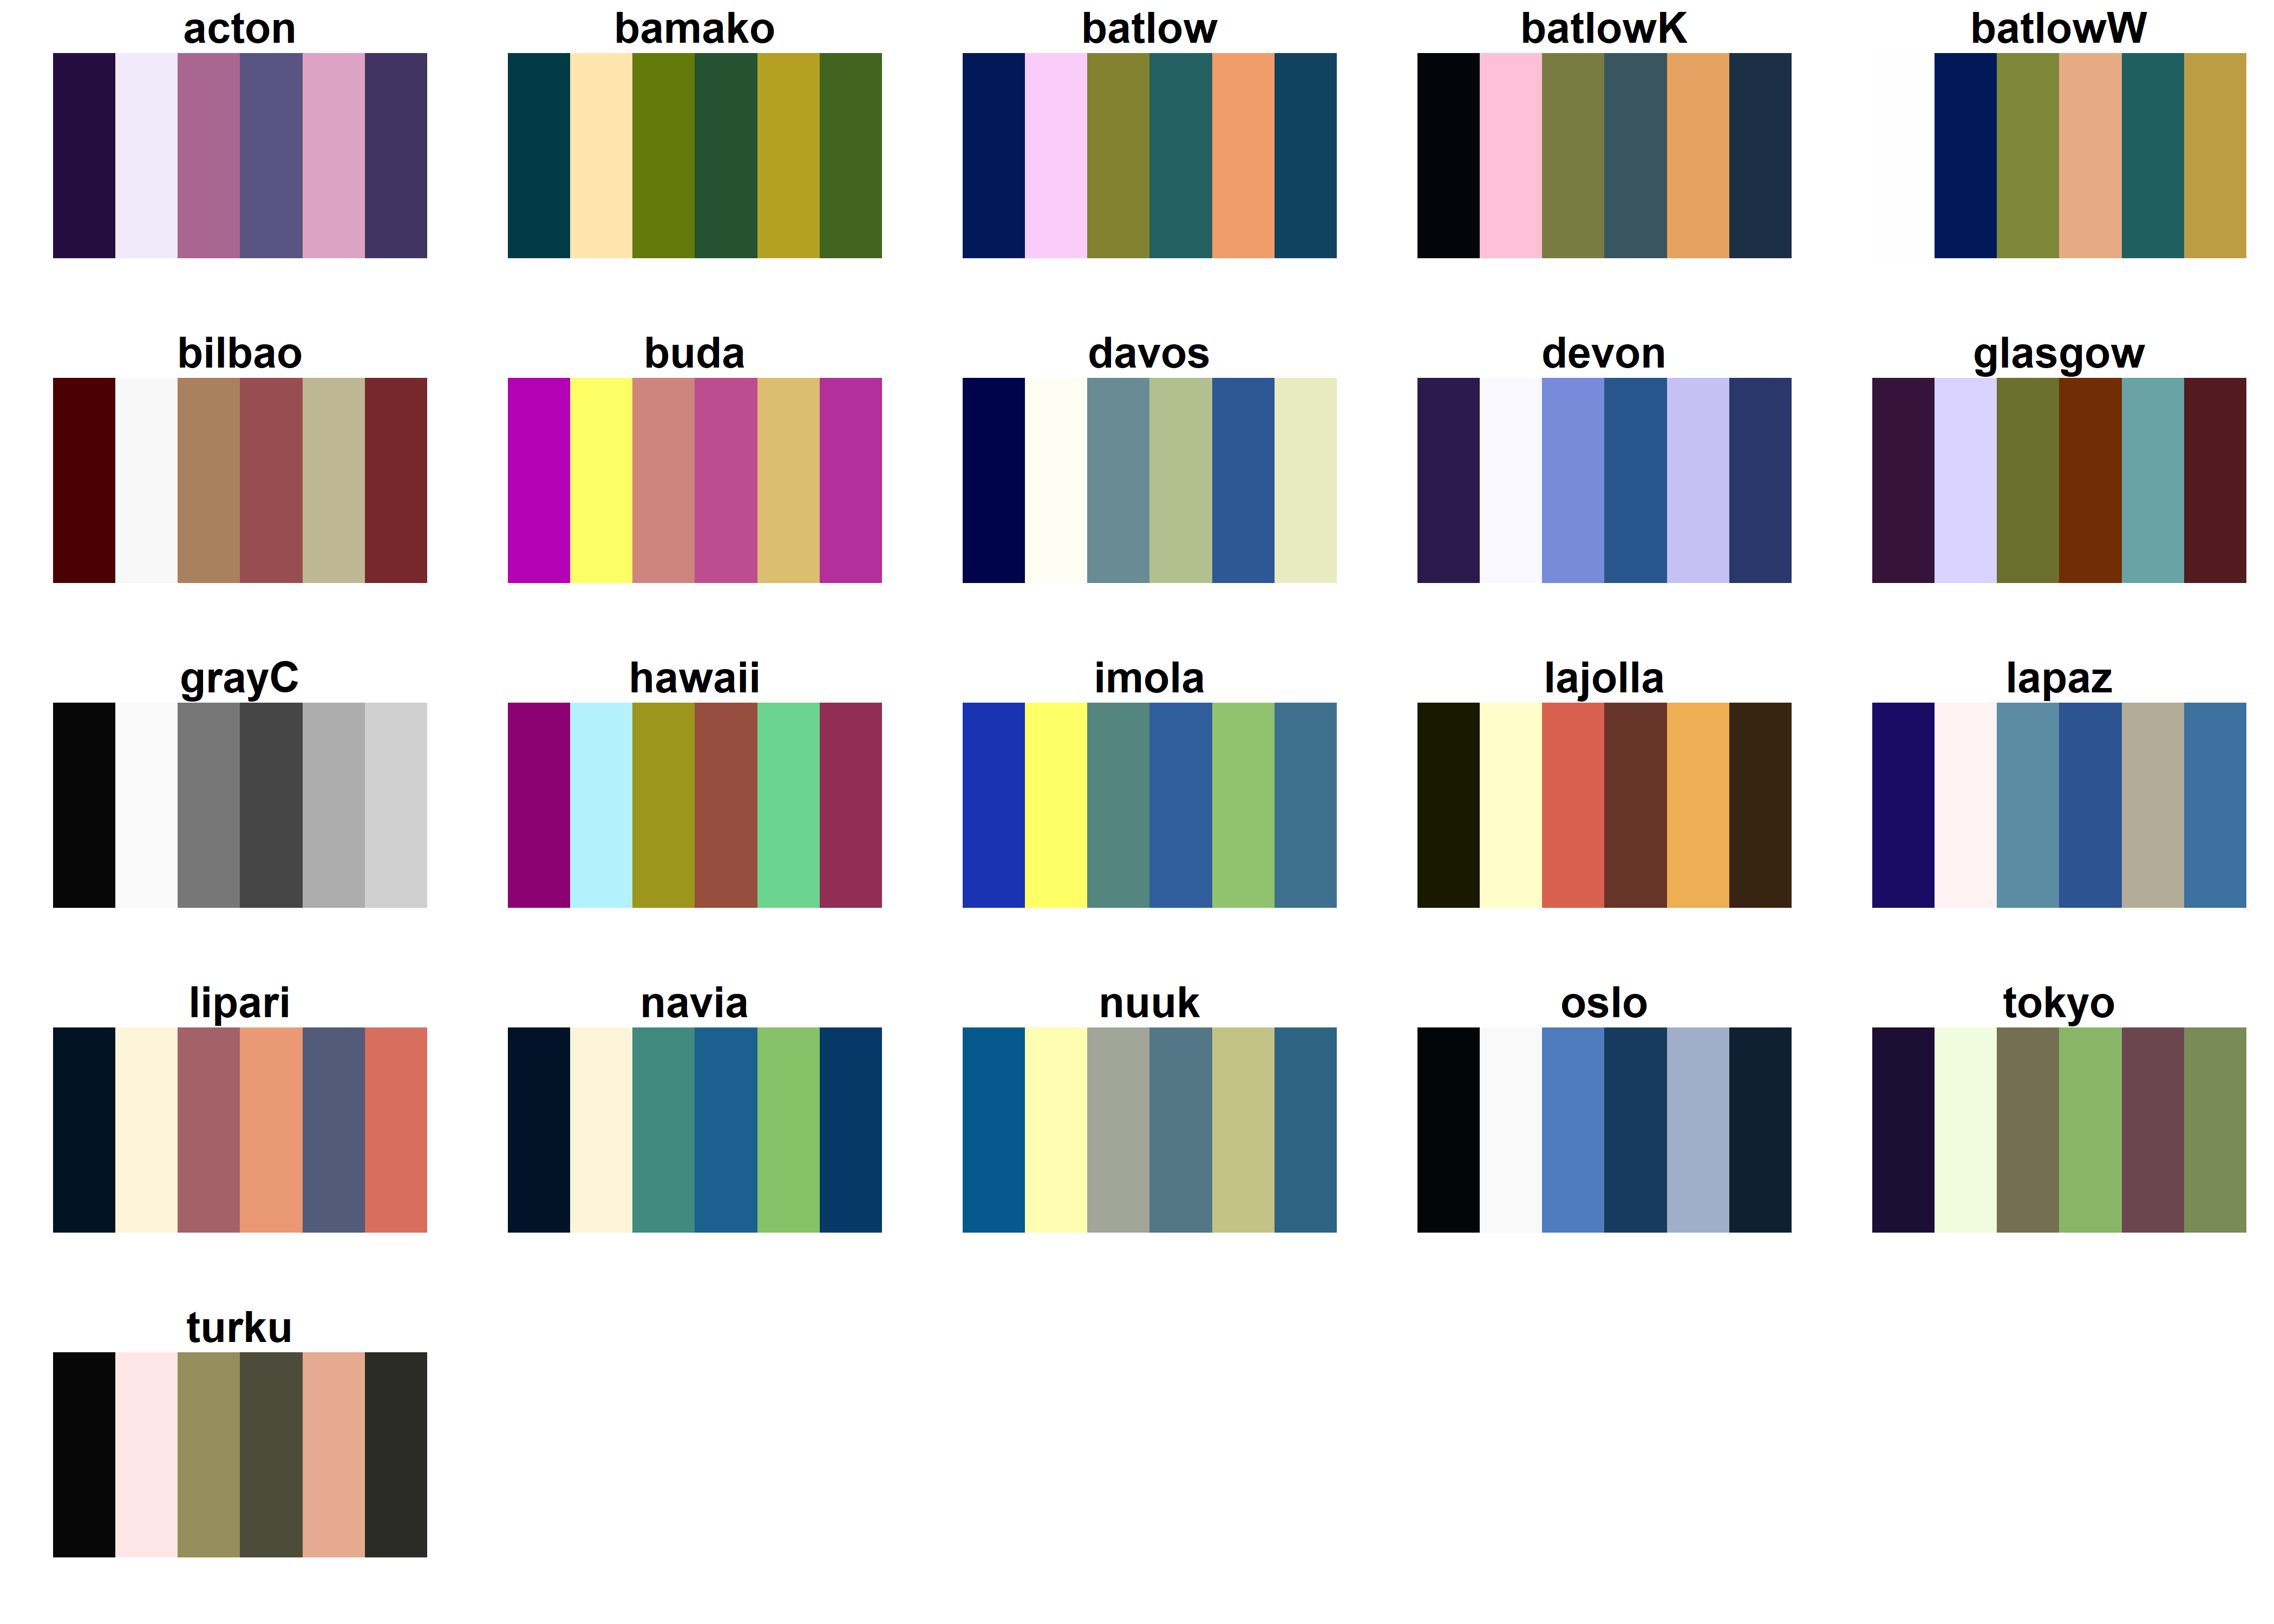 acton bamako batlow batlowK batlowW
bilbao buda davos devon glasgow
grayC hawaii imola lajolla lapaz
lipari navia nuuk oslo tokyo
turku